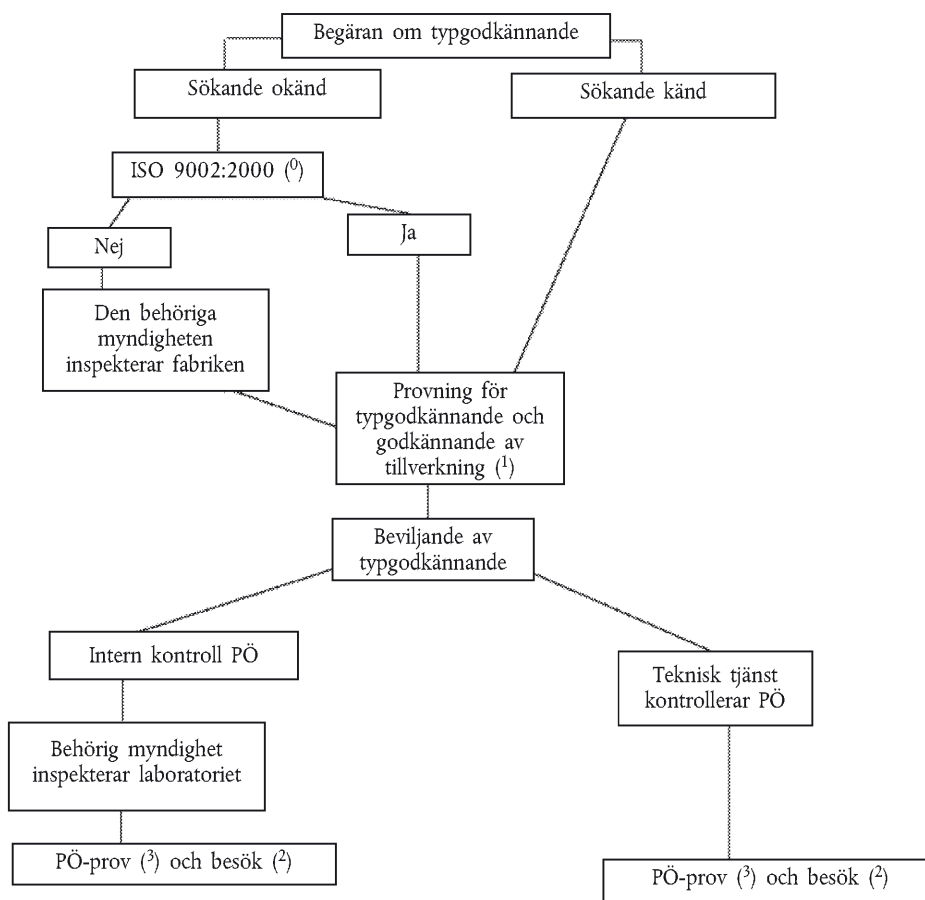 Begäran om typgodkännande
Sökande okänd
Sökande känd
ISO 9002:2000 (⁰)
Nej
Ja
Den behöriga
myndigheten
inspekterar fabriken
Provning för
typgodkännande och
godkännande av
tillverkning (¹)
Beviljande av
typgodkännande
Intern kontroll PÖ
Teknisk tjänst
kontrollerar PÖ
Behörig myndighet
inspekterar laboratoriet
PÖ-prov (³) och besök (²)
PÖ-prov (³) och besök (²)